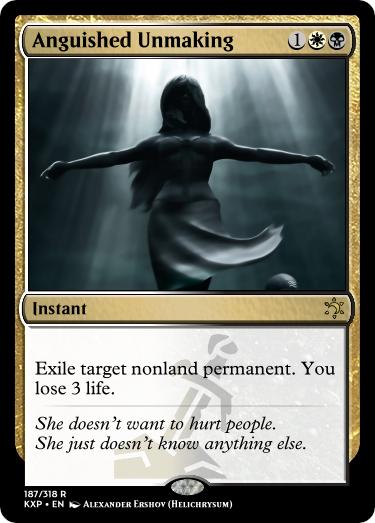 Anguished Unmaking 1
Instant
Exile target nonland permanent. You
lose 3 life.
She doesn't want to hurt people.
She just doesn't know anything else.
187/318 R
KXP • EN Alexander Ershov (Helichrysum)